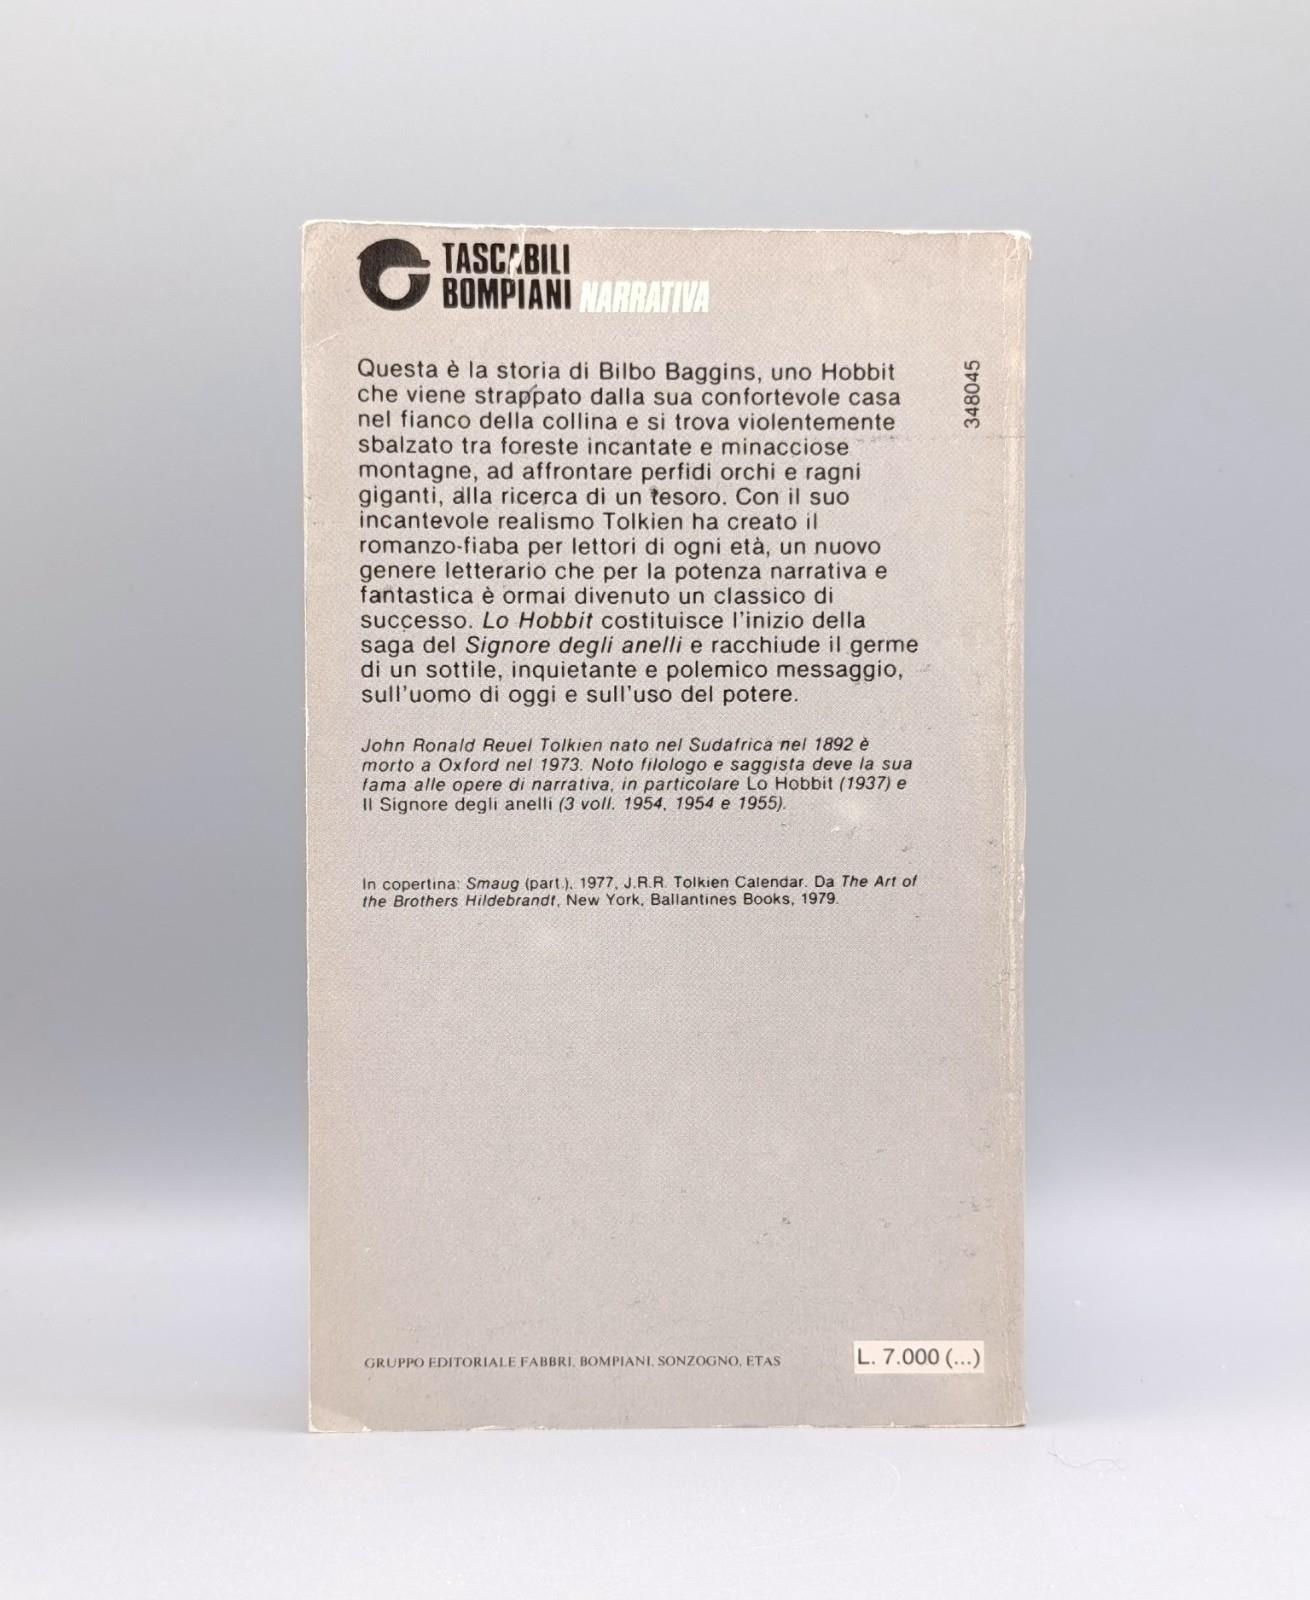 TASCABILI
BOMPIANI NARRATIVA
348045
Questa è la storia di Bilbo Baggins, uno Hobbit
che viene strappato dalla sua confortevole casa
nel fianco della collina e si trova violentemente
sbalzato tra foreste incantate e minacciose
montagne, ad affrontare perfidi orchi e ragni
giganti, alla ricerca di un tesoro. Con il suo
incantevole realismo Tolkien ha creato il
romanzo-fiaba per lettori di ogni età, un nuovo
genere letterario che per la potenza narrativa e
fantastica è ormai divenuto un classico di
successo. Lo Hobbit costituisce l'inizio della
saga del Signore degli anelli e racchiude il germe
di un sottile, inquietante e polemico messaggio,
sull'uomo di oggi e sull'uso del potere.
John Ronald Reuel Tolkien nato nel Sudafrica nel 1892 è
morto a Oxford nel 1973. Noto filologo e saggista deve la sua
fama alle opere di narrativa, in particolare Lo Hobbit (1937) e
Il Signore degli anelli (3 voll. 1954, 1954 e 1955).
In copertina: Smaug (part.), 1977, J.R.R. Tolkien Calendar. Da The Art of
the Brothers Hildebrandt, New York, Ballantines Books, 1979.
GRUPPO EDITORIALE FABBRI, BOMPIANI, SONZOGNO, ETAS
L. 7.000 (...)